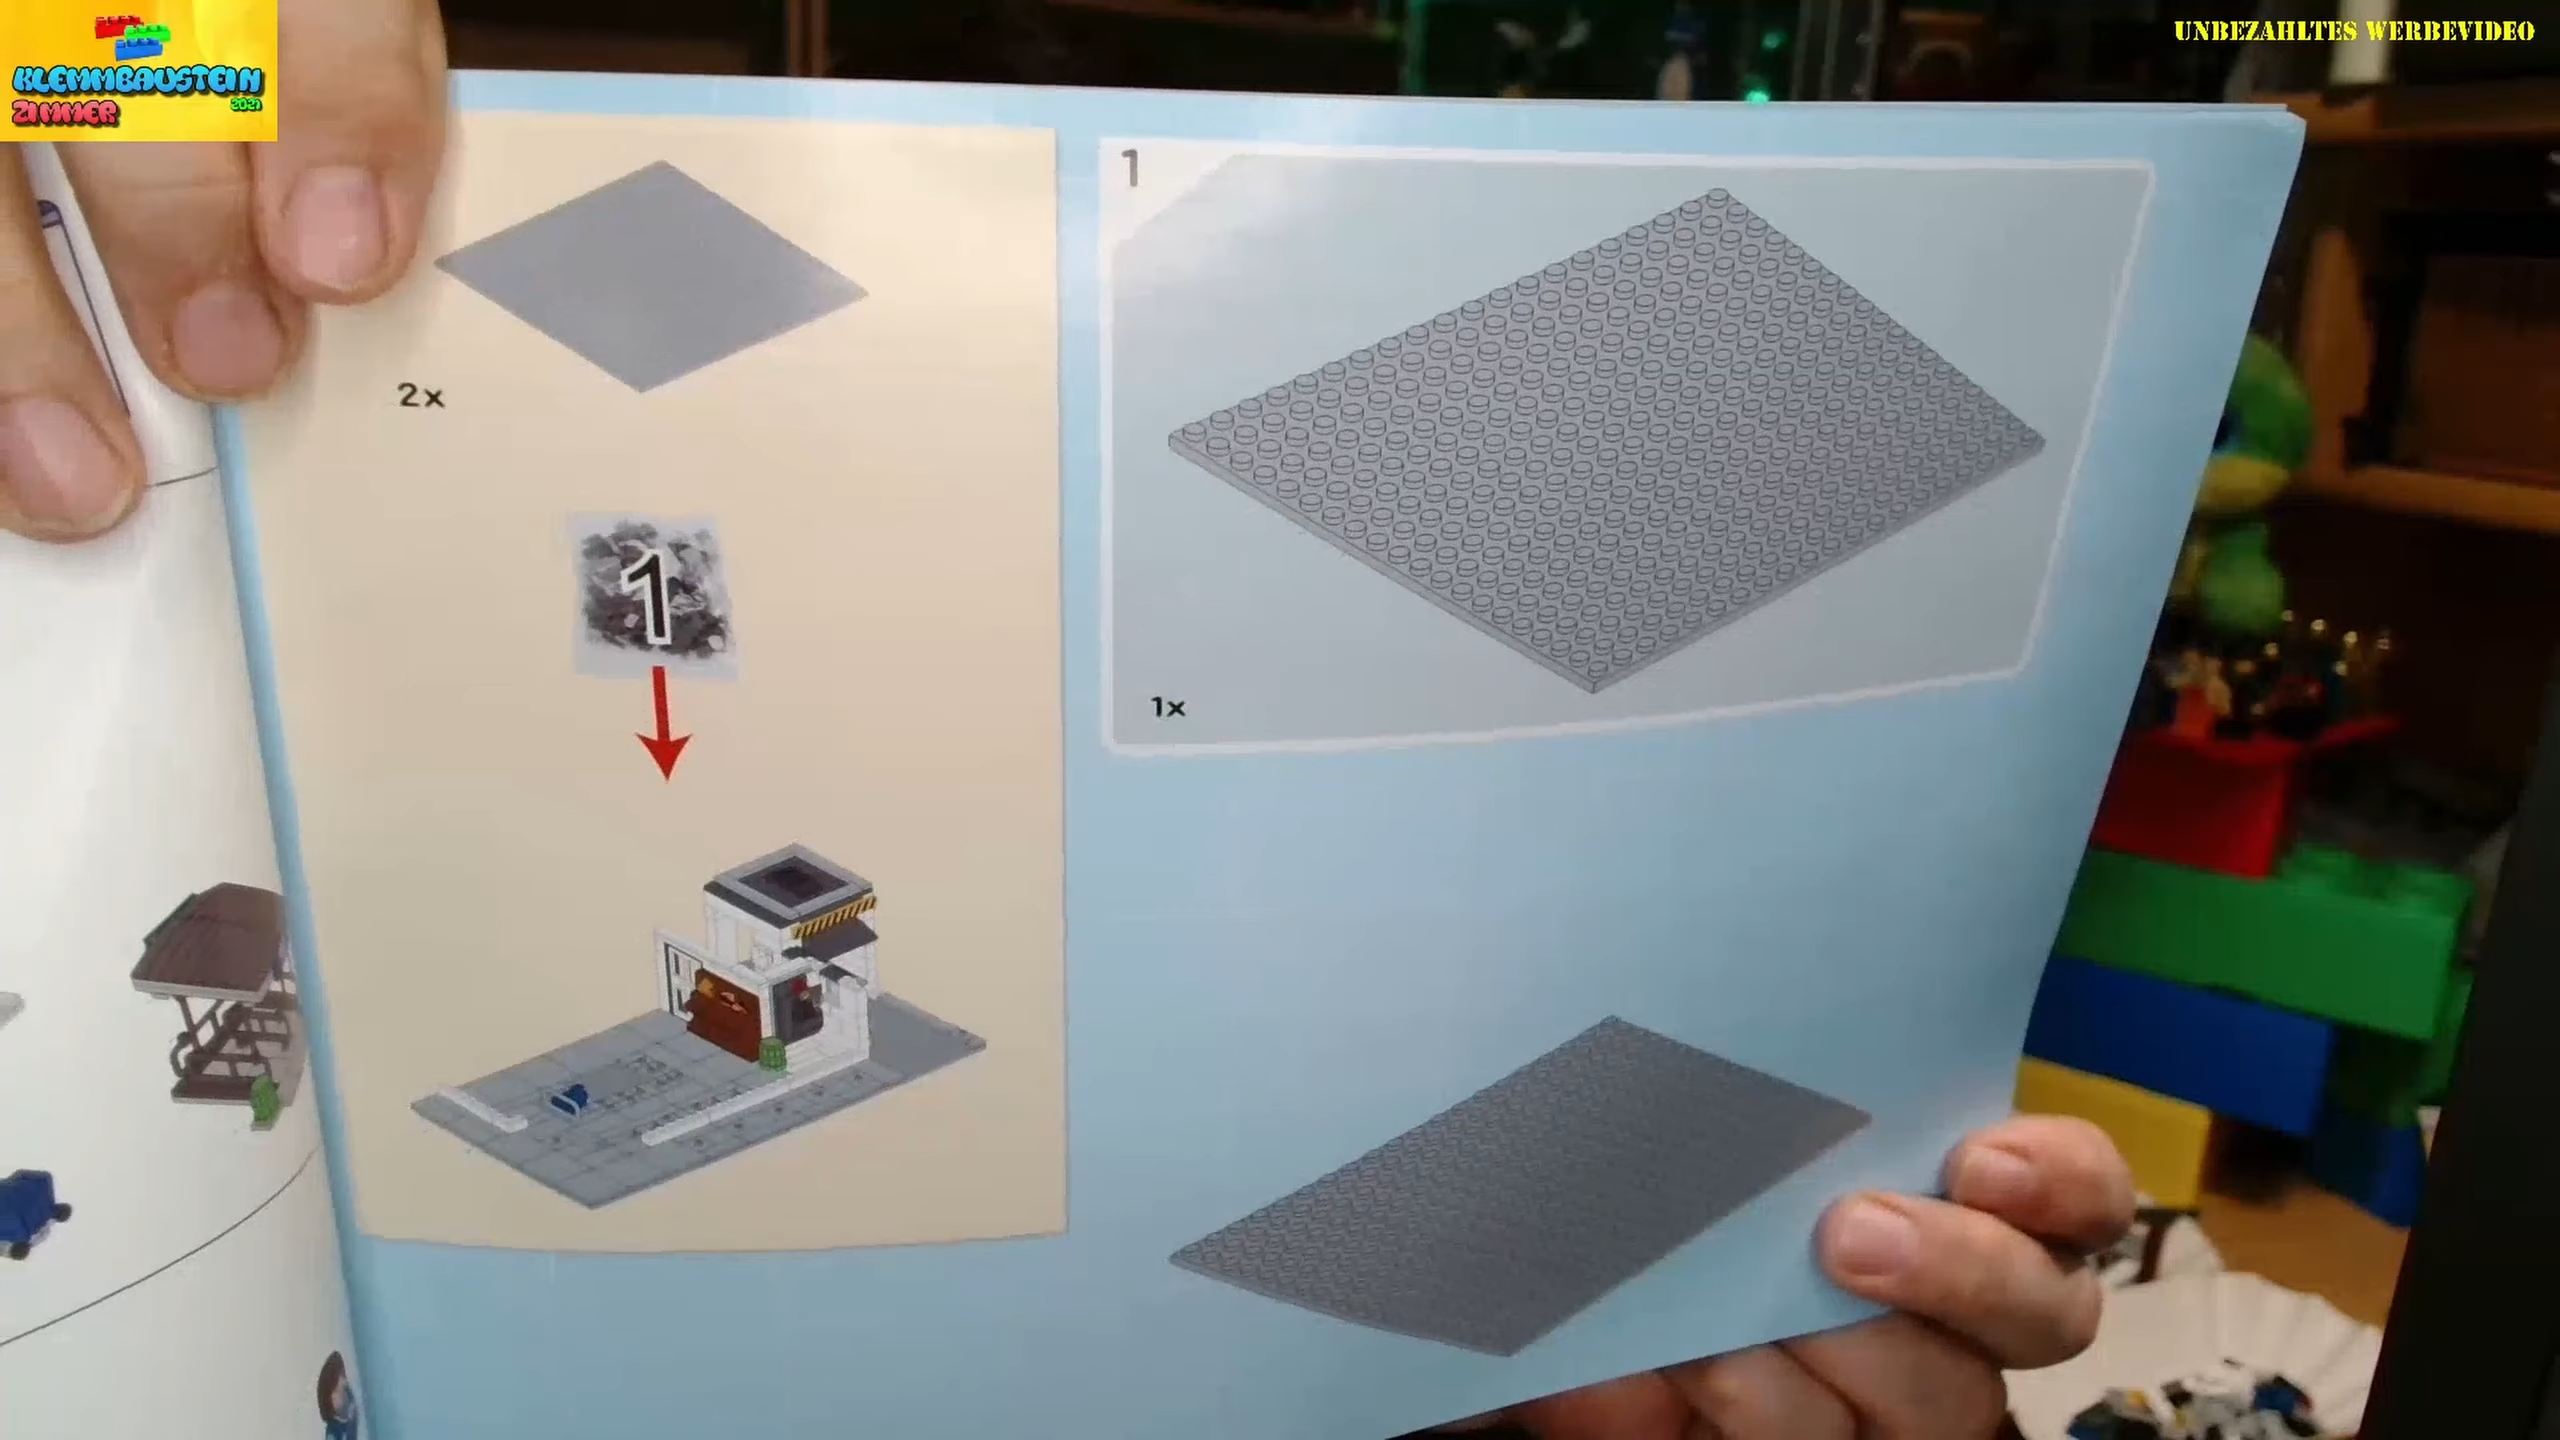 KLEMMBAUSTEIN
ZIMMER 2021
UNBEZAHLTES WERBEVIDEO
2x
1
1
1x